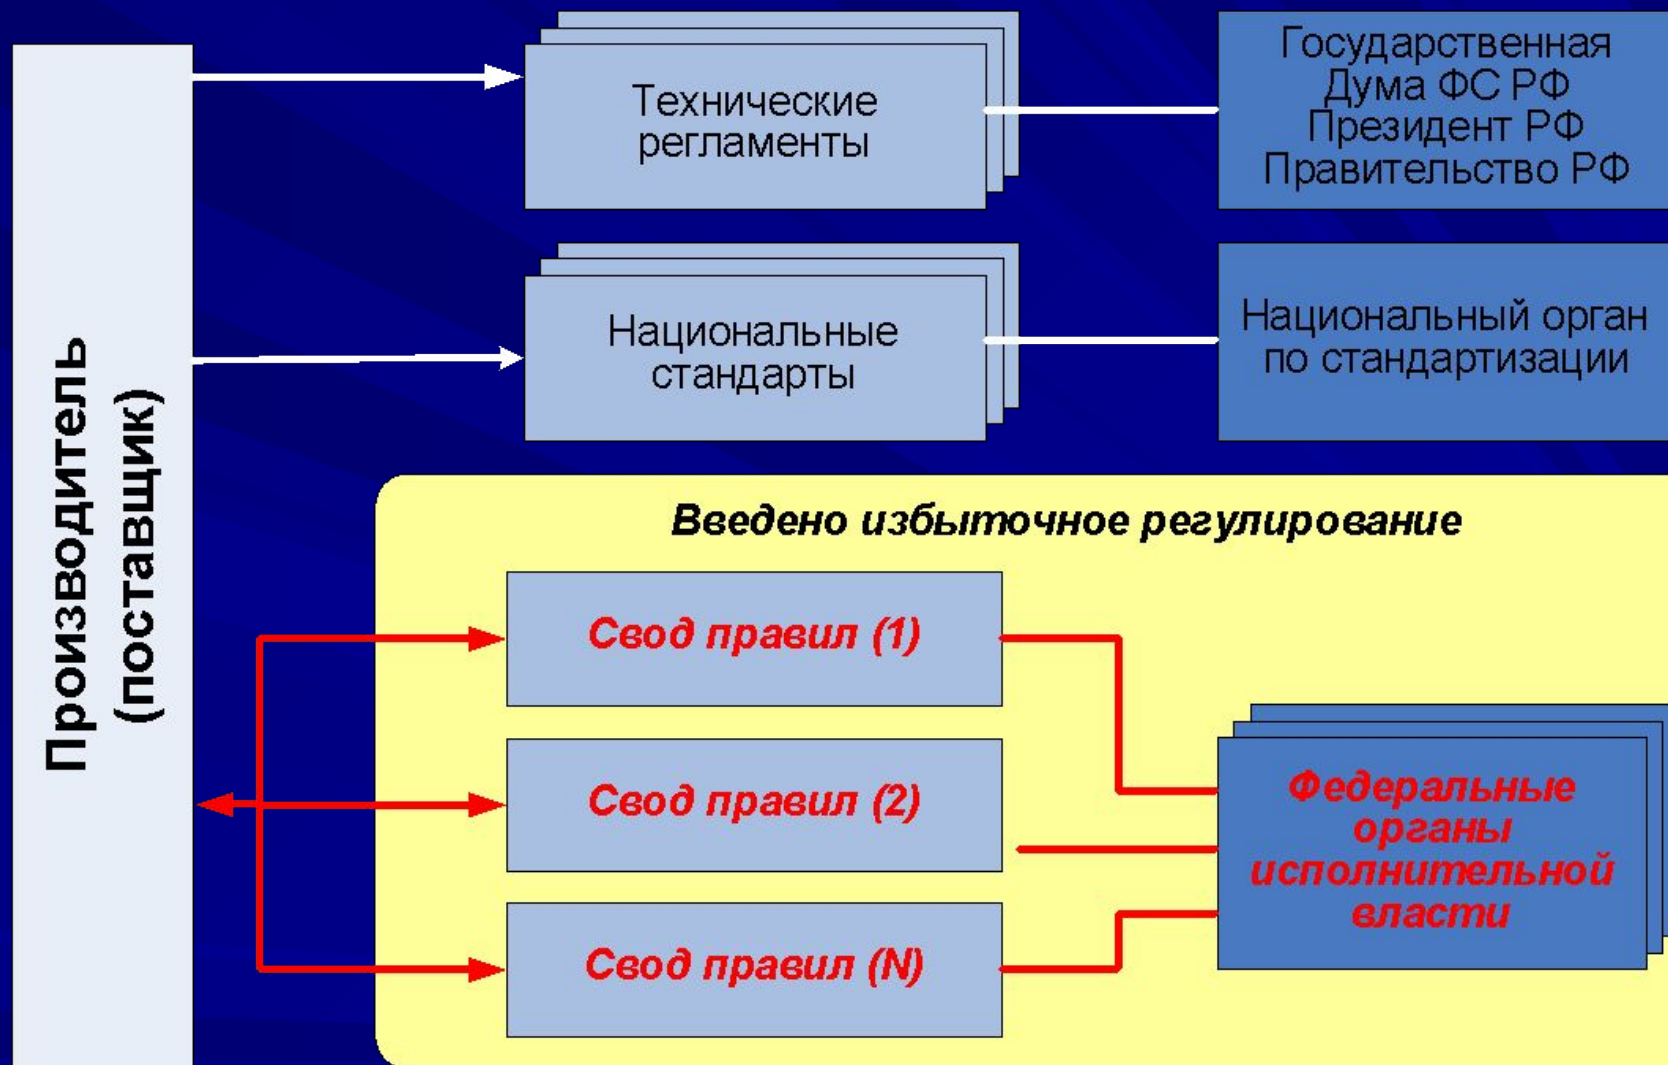 Производитель
(поставщик)
Технические
регламенты
Государственная
Дума ФС РФ
Президент РФ
Правительство РФ
Национальные
стандарты
Национальный орган
по стандартизации
Введено избыточное регулирование
Свод правил (1)
Свод правил (2)
Свод правил (N)
Федеральные
органы
исполнительной
власти